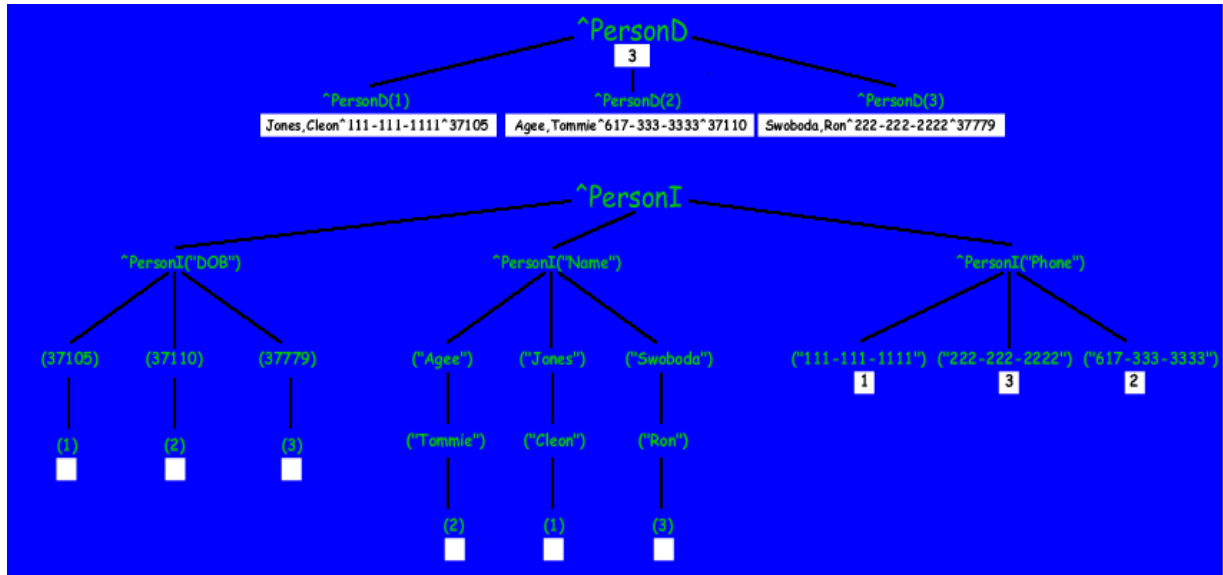 ^PersonD
3
^PersonD(1) ^PersonD(2) ^PersonD(3)
Jones,Cleon^111-111-1111^37105 Agee,Tommie^617-333-3333^37110 Swoboda,Ron^222-222-2222^37779
^PersonI
^PersonI("DOB") ^PersonI("Name") ^PersonI("Phone")
(37105) (37110) (37779) ("Agee") ("Jones") ("Swoboda") ("111-111-1111") ("222-222-2222") ("617-333-3333")
1 3 2
(1) (2) (3) ("Tommie") ("Cleon") ("Ron")
(2) (1) (3)